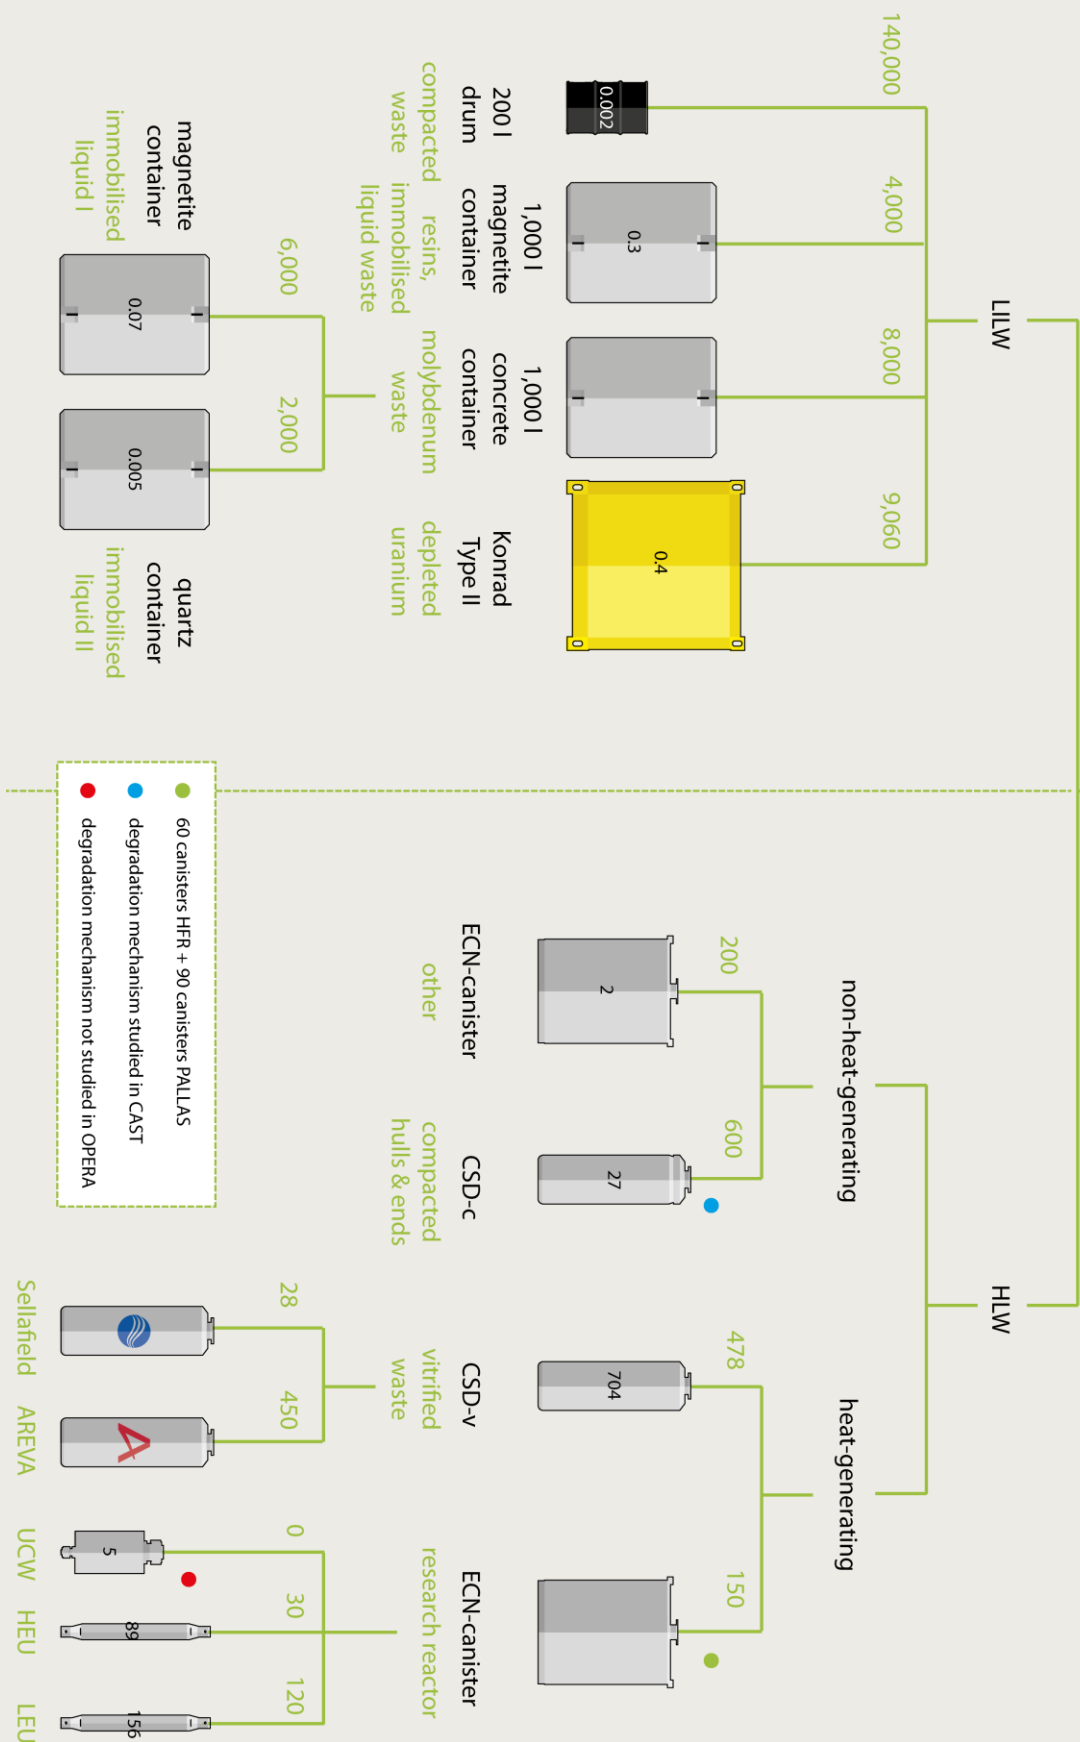 LILW
140,000
4,000
8,000
9,060
0.002
0.3
0.4
200 l
drum
compacted
waste
1,000 l
magnetite
container
resins,
immobilised
liquid waste
1,000 l
concrete
container
molybdenum
waste
Konrad
Type II
depleted
uranium
6,000
2,000
magnetite
container
immobilised
liquid I
0.07
0.005
quartz
container
immobilised
liquid II
HLW
non-heat-generating
heat-generating
200
600
478
150
2
27
704
ECN-canister
other
CSD-c
compacted
hulls & ends
CSD-v
vitrified
waste
ECN-canister
research reactor
28
450
0
30
120
A
5
89
156
Sellafield
AREVA
UCW
HEU
LEU
60 canisters HFR + 90 canisters PALLAS
degradation mechanism studied in CAST
degradation mechanism not studied in OPERA